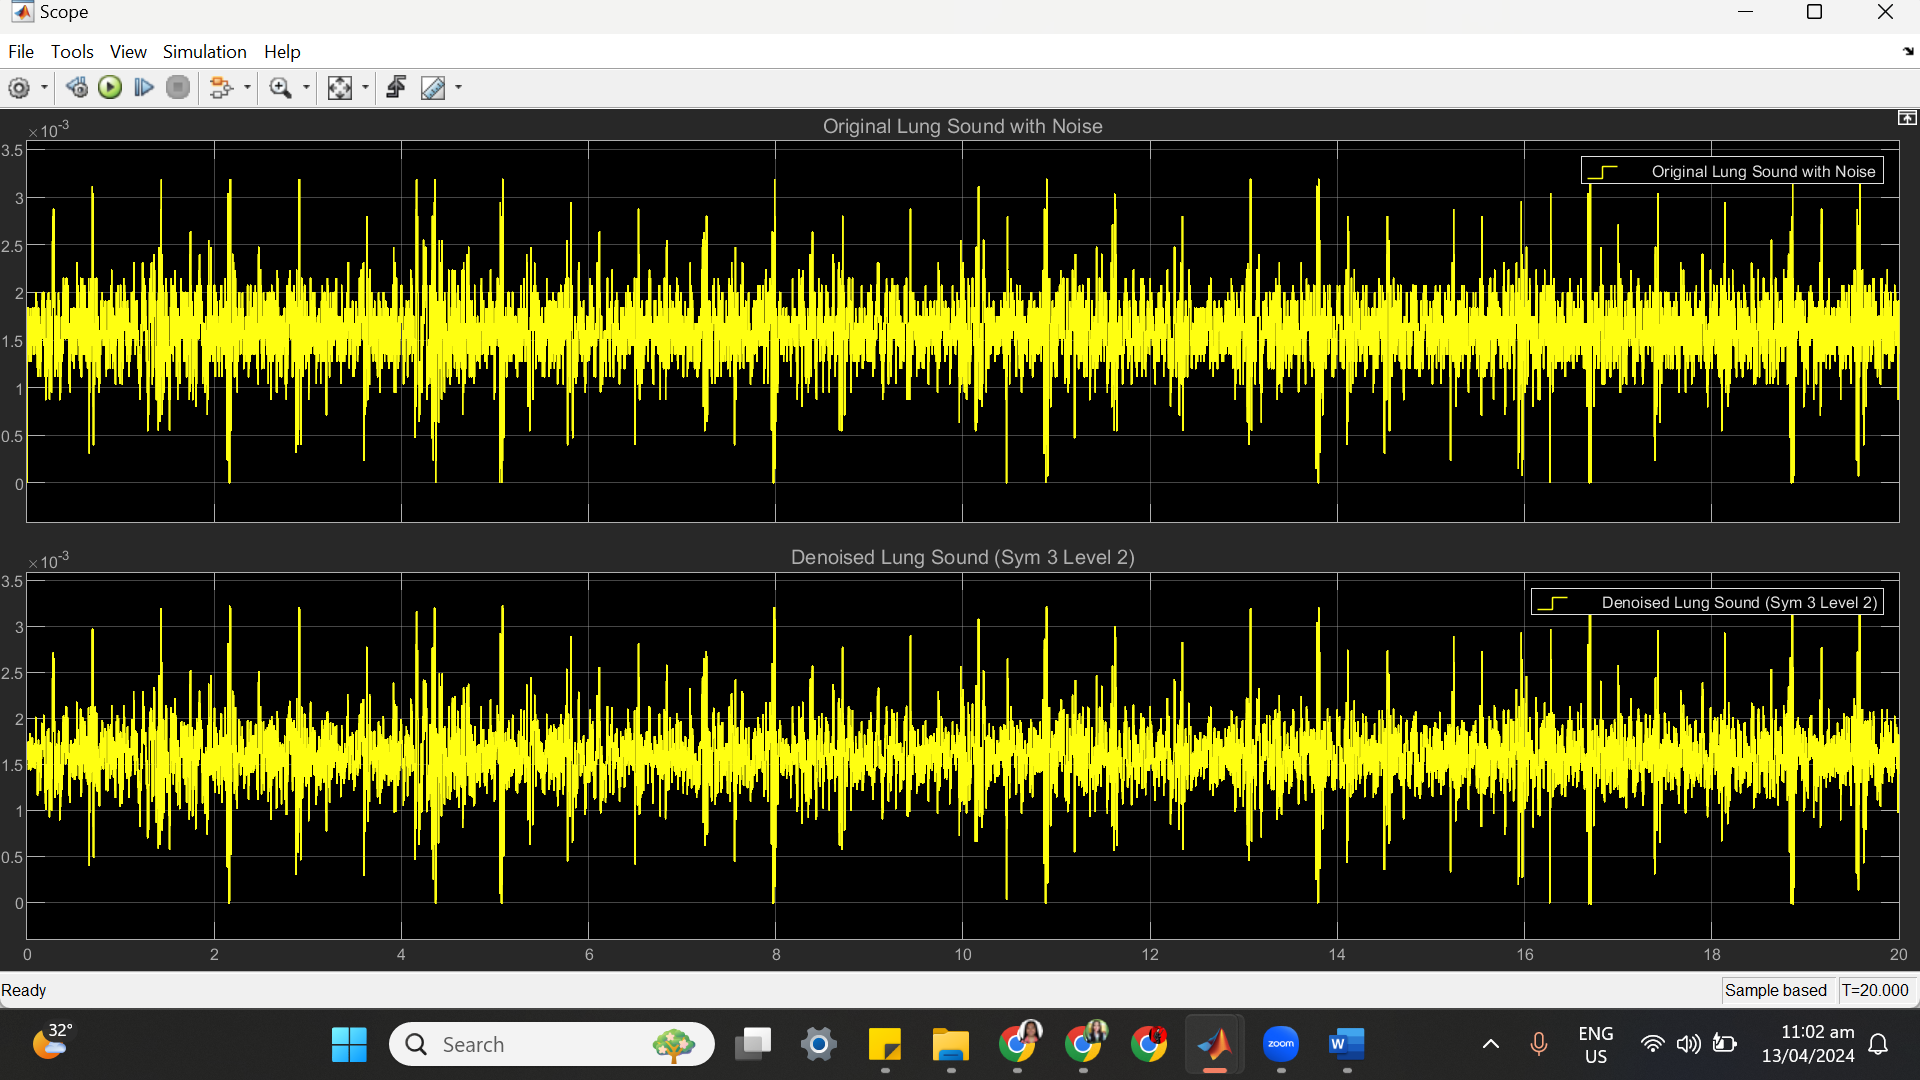 Scope
File Tools View Simulation Help
×10-3
Original Lung Sound with Noise
3.5
Original Lung Sound with Noise
3
2.5
2
1.5
1
0.5
0
×10-3
Denoised Lung Sound (Sym 3 Level 2)
3.5
Denoised Lung Sound (Sym 3 Level 2)
3
2.5
2
1.5
1
0.5
0
0 2 4 6 8 10 12 14 16 18 20
Ready
Sample based T=20.000
32°
Search
zoom
W
ENG
US
11:02 am
13/04/2024